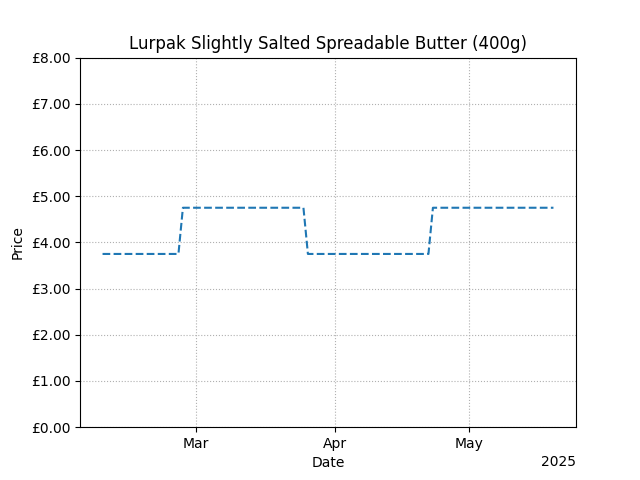 Lurpak Slightly Salted Spreadable Butter (400g)
£8.00
£7.00
£6.00
£5.00
£4.00
£3.00
£2.00
£1.00
£0.00
Price
Mar Apr May
Date
2025